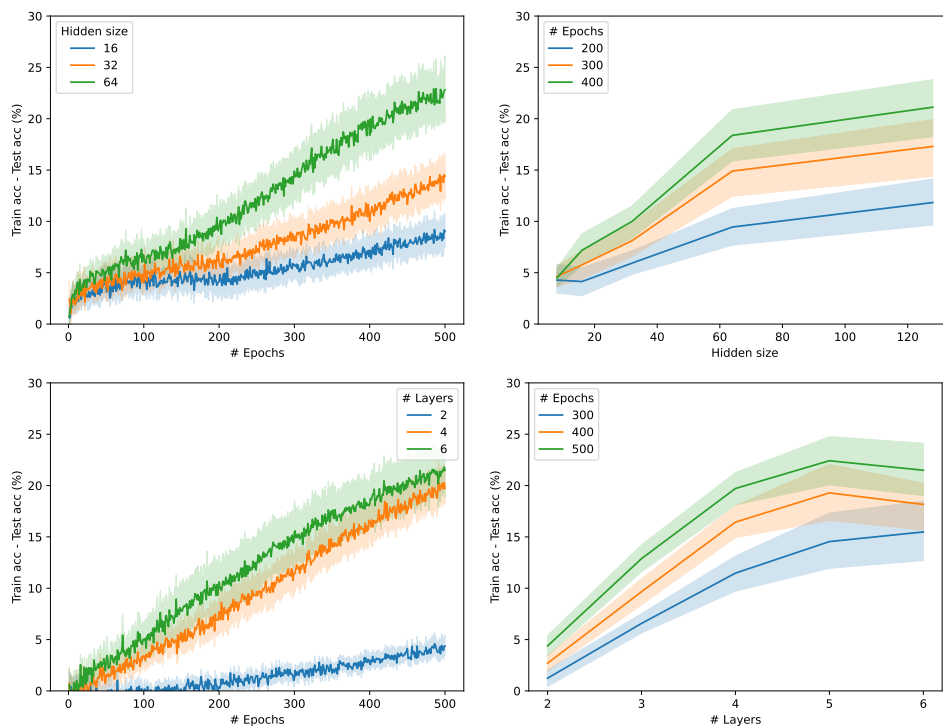 30
25
20
15
10
5
0
Train acc - Test acc (%)
Hidden size
16
32
64
0 100 200 300 400 500
# Epochs
30
25
20
15
10
5
0
Train acc - Test acc (%)
# Epochs
200
300
400
20 40 60 80 100 120
Hidden size
30
25
20
15
10
5
0
Train acc - Test acc (%)
# Layers
2
4
6
0 100 200 300 400 500
# Epochs
30
25
20
15
10
5
0
Train acc - Test acc (%)
# Epochs
300
400
500
2 3 4 5 6
# Layers